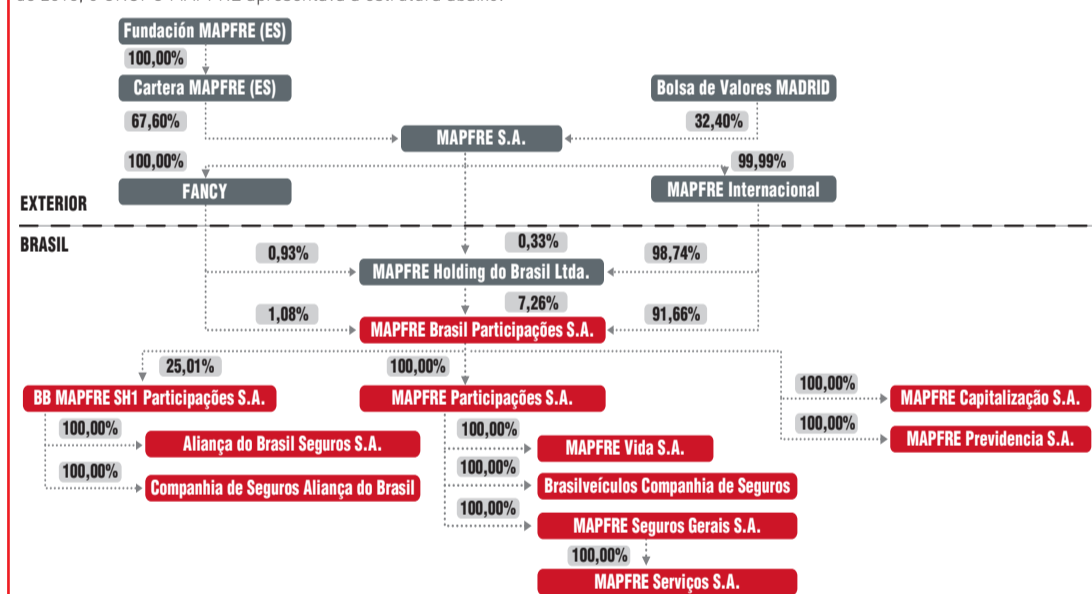 Fundación MAPFRE (ES)
100,00%
Cartera MAPFRE (ES)
Bolsa de Valores MADRID
67,60%
32,40%
MAPFRE S.A.
100,00%
99,99%
FANCY
MAPFRE Internacional
EXTERIOR
BRASIL
0,93%
0,33%
98,74%
MAPFRE Holding do Brasil Ltda.
7,26%
1,08%
91,66%
MAPFRE Brasil Participações S.A.
25,01%
100,00%
BB MAPFRE SH1 Participações S.A.
MAPFRE Participações S.A.
100,00%
MAPFRE Capitalização S.A.
100,00%
Aliança do Brasil Seguros S.A.
100,00%
MAPFRE Vida S.A.
100,00%
MAPFRE Previdencia S.A.
100,00%
Companhia de Seguros Aliança do Brasil
100,00%
Brasilveículos Companhia de Seguros
100,00%
MAPFRE Seguros Gerais S.A.
100,00%
MAPFRE Serviços S.A.